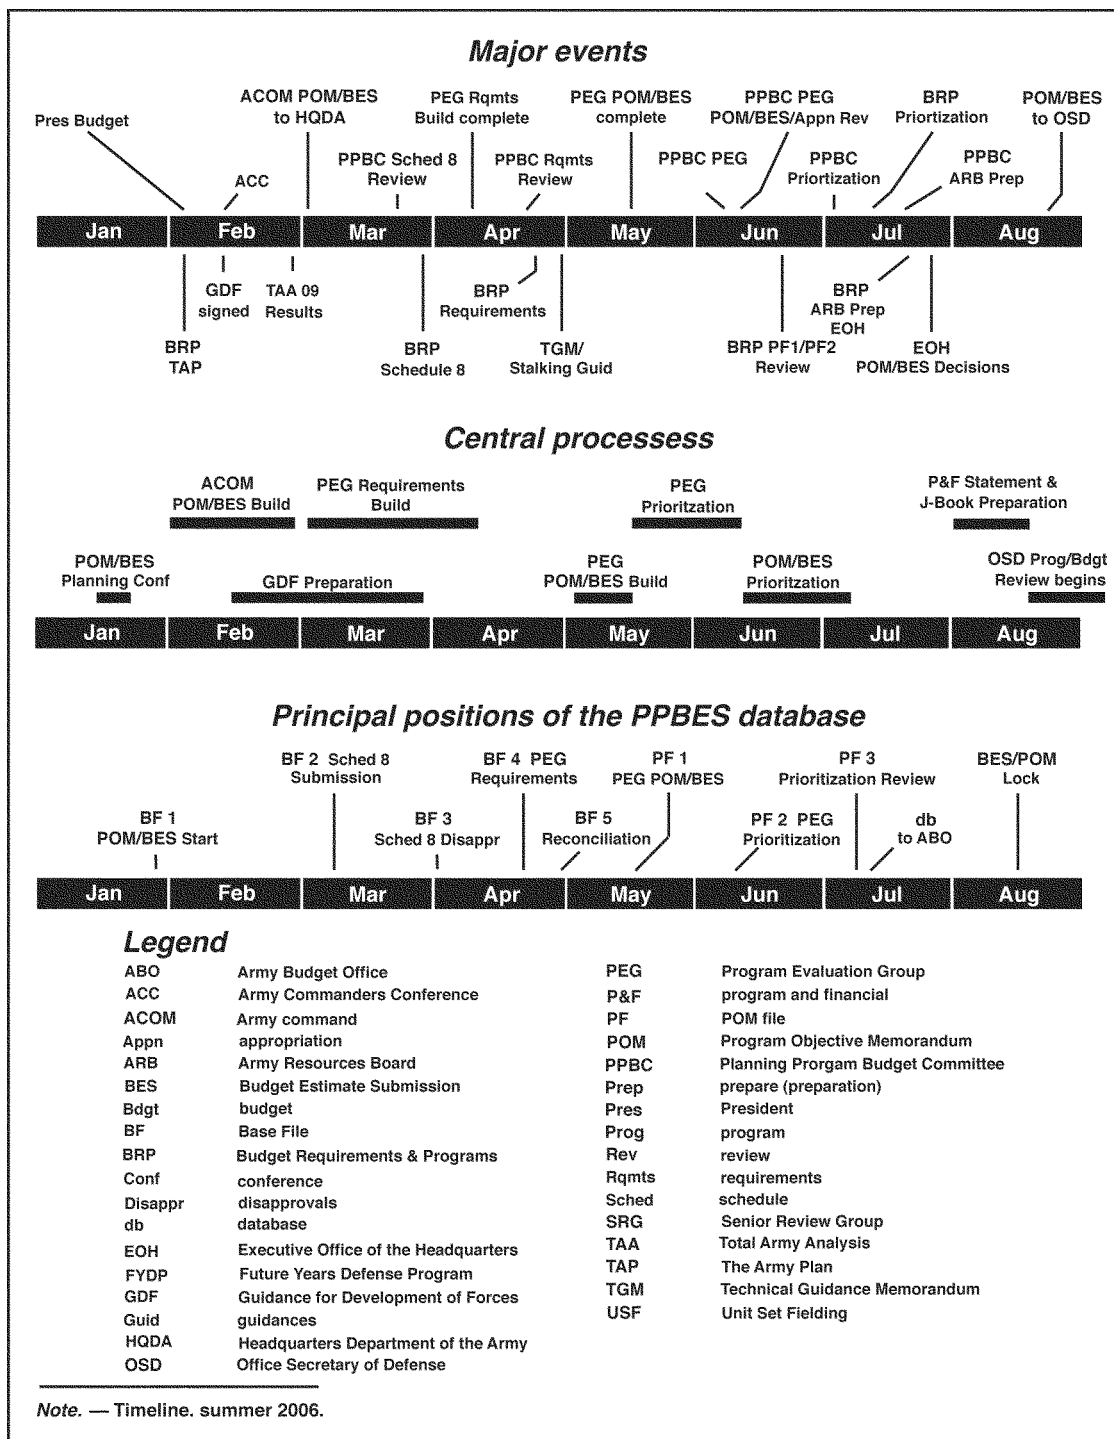 Major events
ACOM POM/BES
to HQDA
PEG Rqmts
Build complete
PEG POM/BES
complete
PPBC PEG
POM/BES/Appn Rev
BRP
Priortization
POM/BES
to OSD
Pres Budget
ACC
PPBC Sched 8
Review
PPBC Rqmts
Review
PPBC PEG
PPBC
Priortization
PPBC
ARB Prep
Jan Feb Mar Apr May Jun Jul Aug
GDF
signed
TAA 09
Results
BRP
Requirements
BRP
ARB Prep
EOH
BRP
TAP
BRP
Schedule 8
TGM/
Stalking Guid
BRP PF1/PF2
Review
EOH
POM/BES Decisions
Central processess
ACOM
POM/BES Build
PEG Requirements
Build
PEG
Prioritzation
P&F Statement &
J-Book Preparation
POM/BES
Planning Conf
GDF Preparation
PEG
POM/BES Build
POM/BES
Prioritzation
OSD Prog/Bdgt
Review begins
Jan Feb Mar Apr May Jun Jul Aug
Principal positions of the PPBES database
BF 2 Sched 8
Submission
BF 4 PEG
Requirements
PF 1
PEG POM/BES
PF 3
Prioritization Review
BES/POM
Lock
BF 1
POM/BES Start
BF 3
Sched 8 Disappr
BF 5
Reconciliation
PF 2 PEG
Prioritization
db
to ABO
Jan Feb Mar Apr May Jun Jul Aug
Legend
ABO Army Budget Office
ACC Army Commanders Conference
ACOM Army command
Appn appropriation
ARB Army Resources Board
BES Budget Estimate Submission
Bdgt budget
BF Base File
BRP Budget Requirements & Programs
Conf conference
Disappr disapprovals
db database
EOH Executive Office of the Headquarters
FYDP Future Years Defense Program
GDF Guidance for Development of Forces
Guid guidances
HQDA Headquarters Department of the Army
OSD Office Secretary of Defense
PEG Program Evaluation Group
P&F program and financial
PF POM file
POM Program Objective Memorandum
PPBC Planning Prorgam Budget Committee
Prep prepare (preparation)
Pres President
Prog program
Rev review
Rqmts requirements
Sched schedule
SRG Senior Review Group
TAA Total Army Analysis
TAP The Army Plan
TGM Technical Guidance Memorandum
USF Unit Set Fielding
Note. — Timeline. summer 2006.